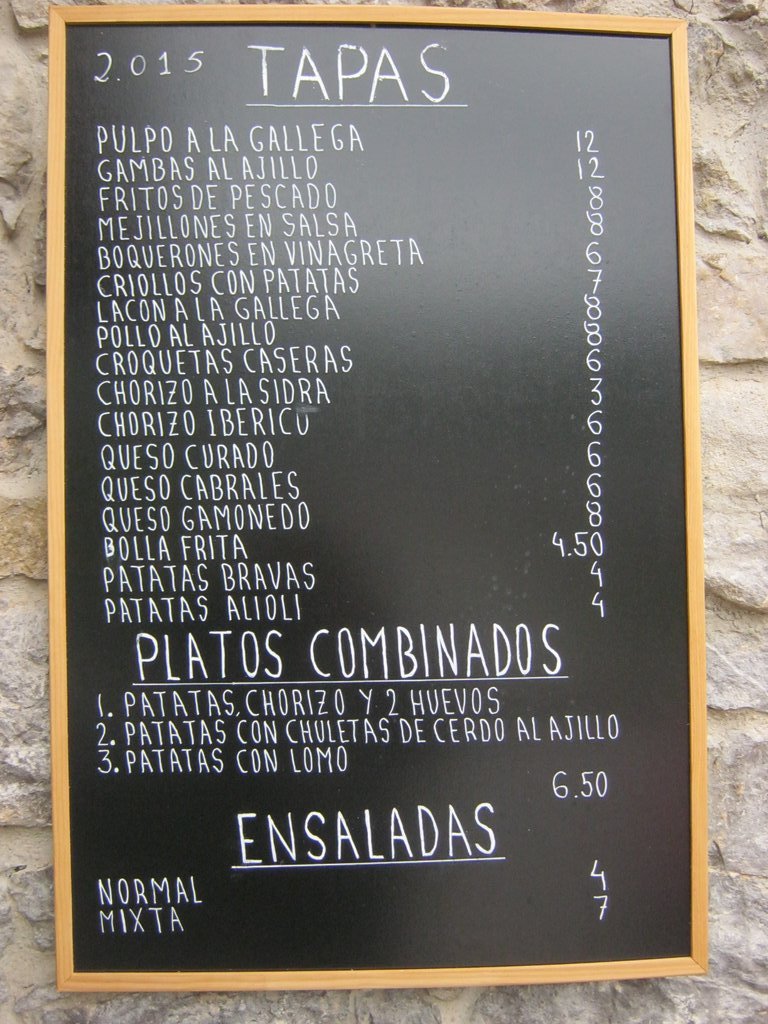 2.015 TAPAS
PULPO A LA GALLEGA 12
GAMBAS AL AJILLO 12
FRITOS DE PESCADO 8
MEJILLONES EN SALSA 8
BOQUERONES EN VINAGRETA 6
CRIOLLOS CON PATATAS 7
LACON A LA GALLEGA 8
POLLO AL AJILLO 8
CROQUETAS CASERAS 6
CHORIZO A LA SIDRA 3
CHORIZO IBERICO 6
QUESO CURADO 6
QUESO CABRALES 6
QUESO GAMONEDO 8
BOLLA FRITA 4.50
PATATAS BRAVAS 4
PATATAS ALIOLI 4
PLATOS COMBINADOS
1. PATATAS, CHORIZO Y 2 HUEVOS
2. PATATAS CON CHULETAS DE CERDO AL AJILLO
3. PATATAS CON LOMO
6.50
ENSALADAS
NORMAL 4
MIXTA 7